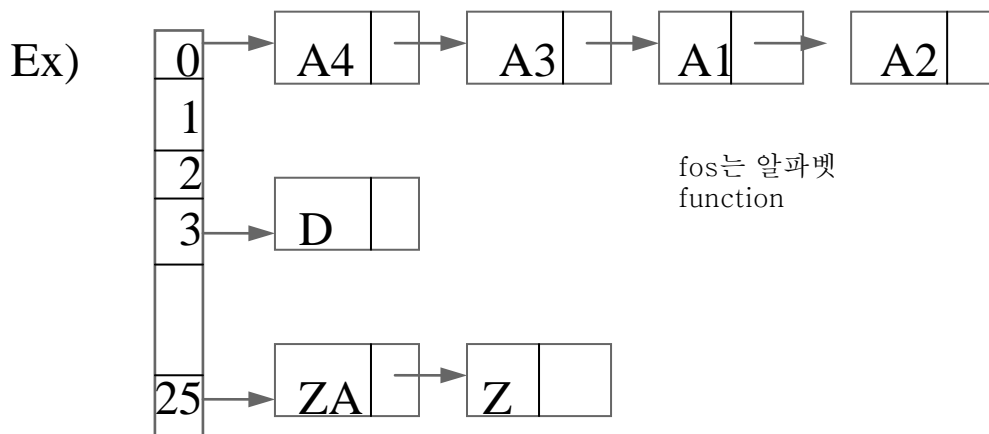 Ex) 0 A4 A3 A1 A2
1
2
fos는 알파벳
function
3 D
25 ZA Z